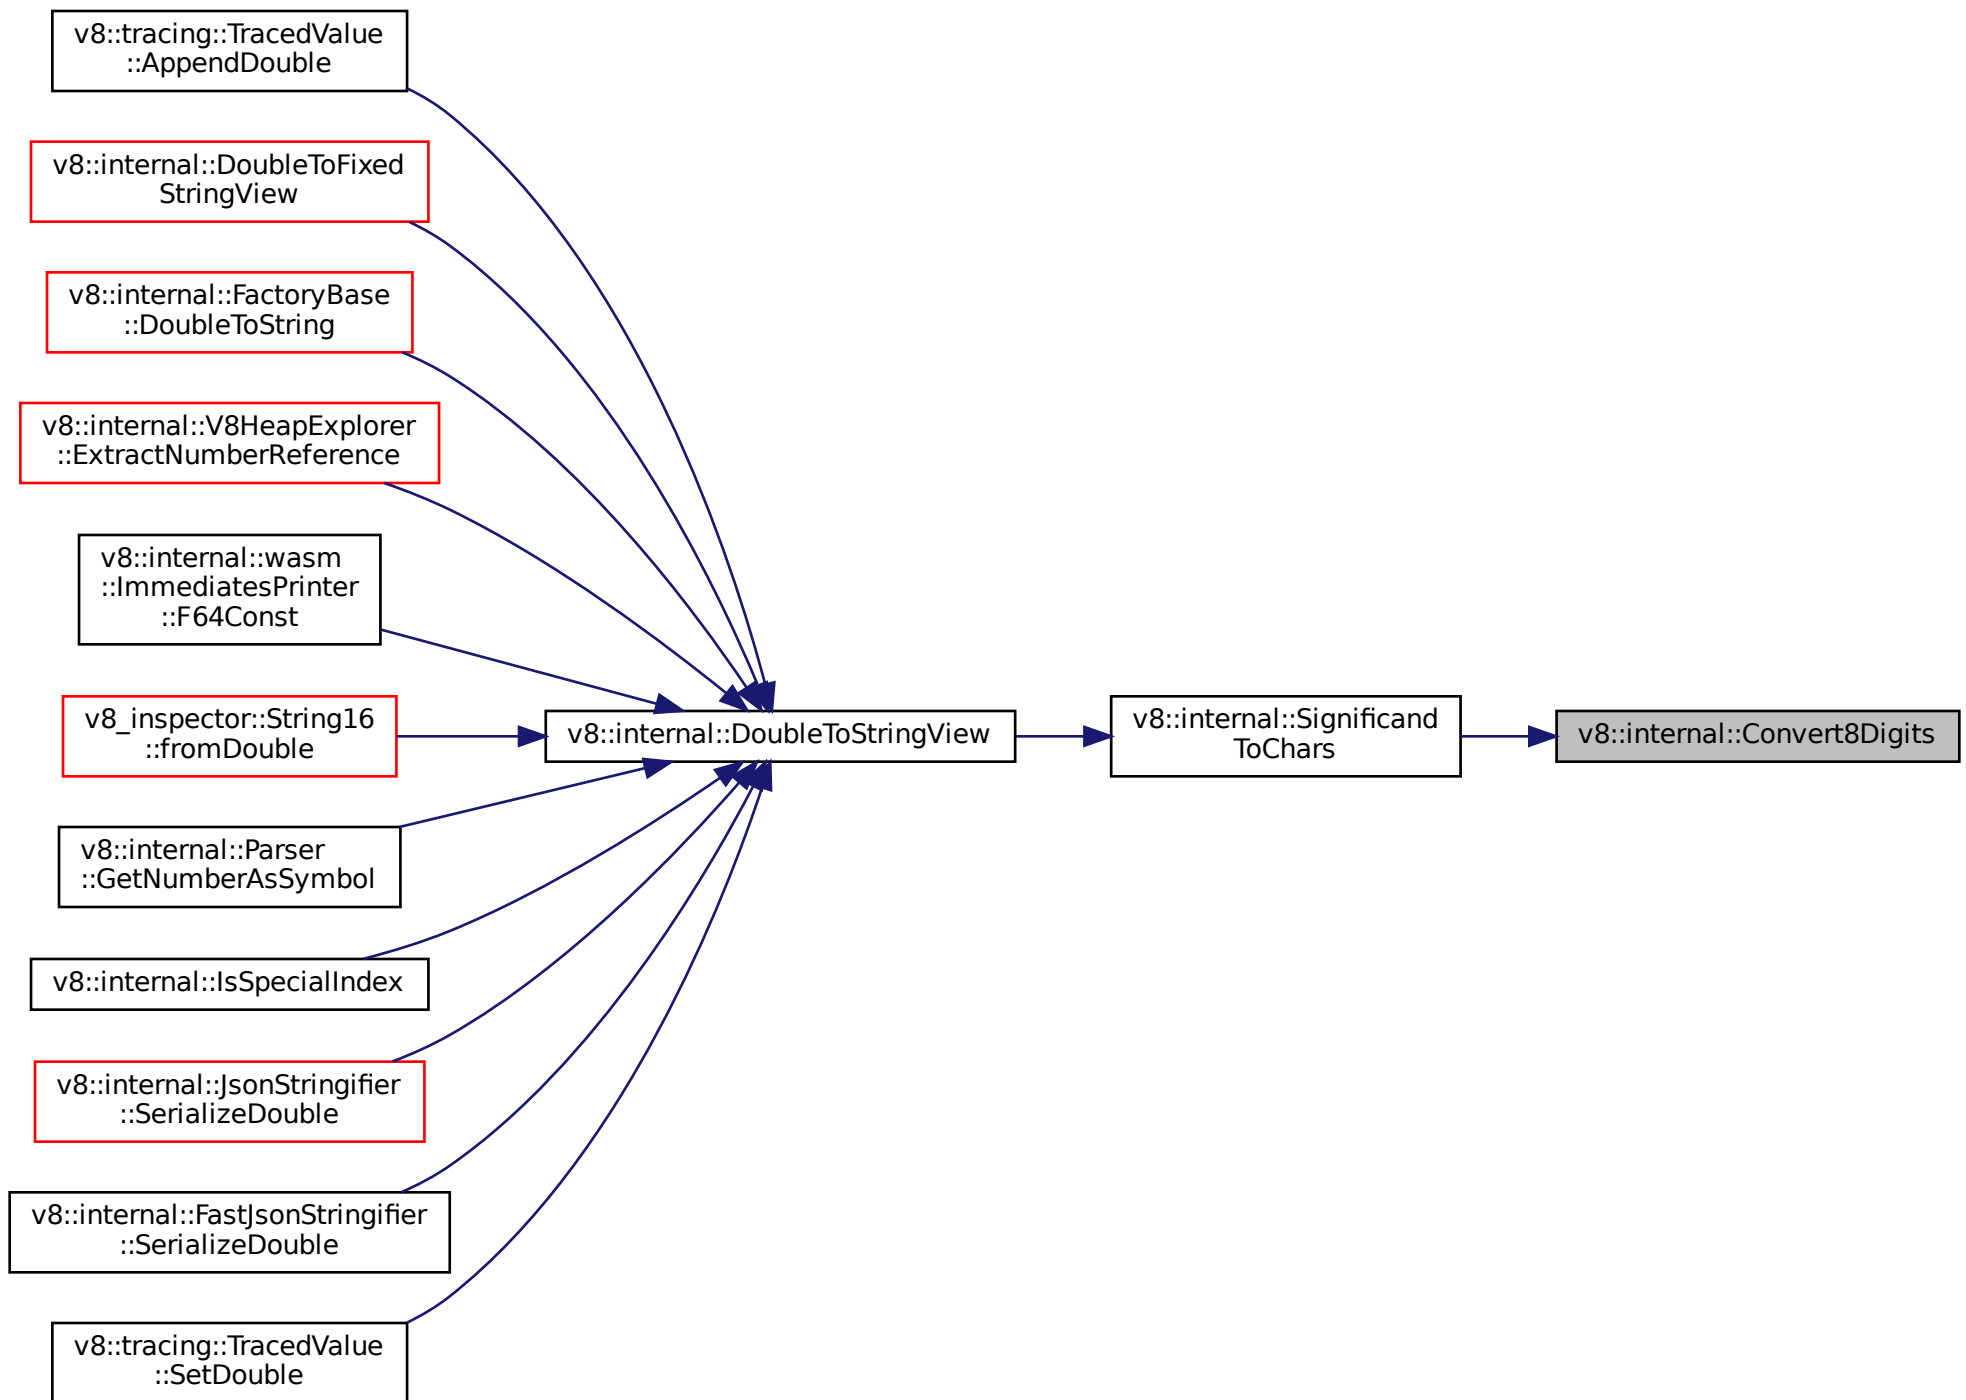 v8::tracing::TracedValue
::AppendDouble
v8::internal::DoubleToFixed
StringView
v8::internal::FactoryBase
::DoubleToString
v8::internal::V8HeapExplorer
::ExtractNumberReference
v8::internal::wasm
::ImmediatesPrinter
::F64Const
v8_inspector::String16
::fromDouble
v8::internal::Parser
::GetNumberAsSymbol
v8::internal::IsSpecialIndex
v8::internal::JsonStringifier
::SerializeDouble
v8::internal::FastJsonStringifier
::SerializeDouble
v8::tracing::TracedValue
::SetDouble
v8::internal::DoubleToStringView
v8::internal::Significand
ToChars
v8::internal::Convert8Digits